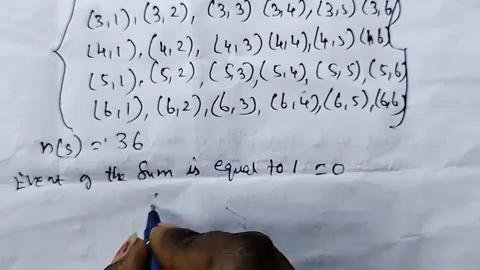 (3,1), (3,2), (3,3) (3,4), (3,5) (3,6)
(4,1), (4,2), (4,3) (4,4), (4,5) (4,6)
(5,1), (5,2) (5,3), (5,4), (5,5), (5,6)
(6,1), (6,2), (6,3), (6,4), (6,5), (6,6)
n(s) = 36
Event of the Sum is equal to 1 = 0